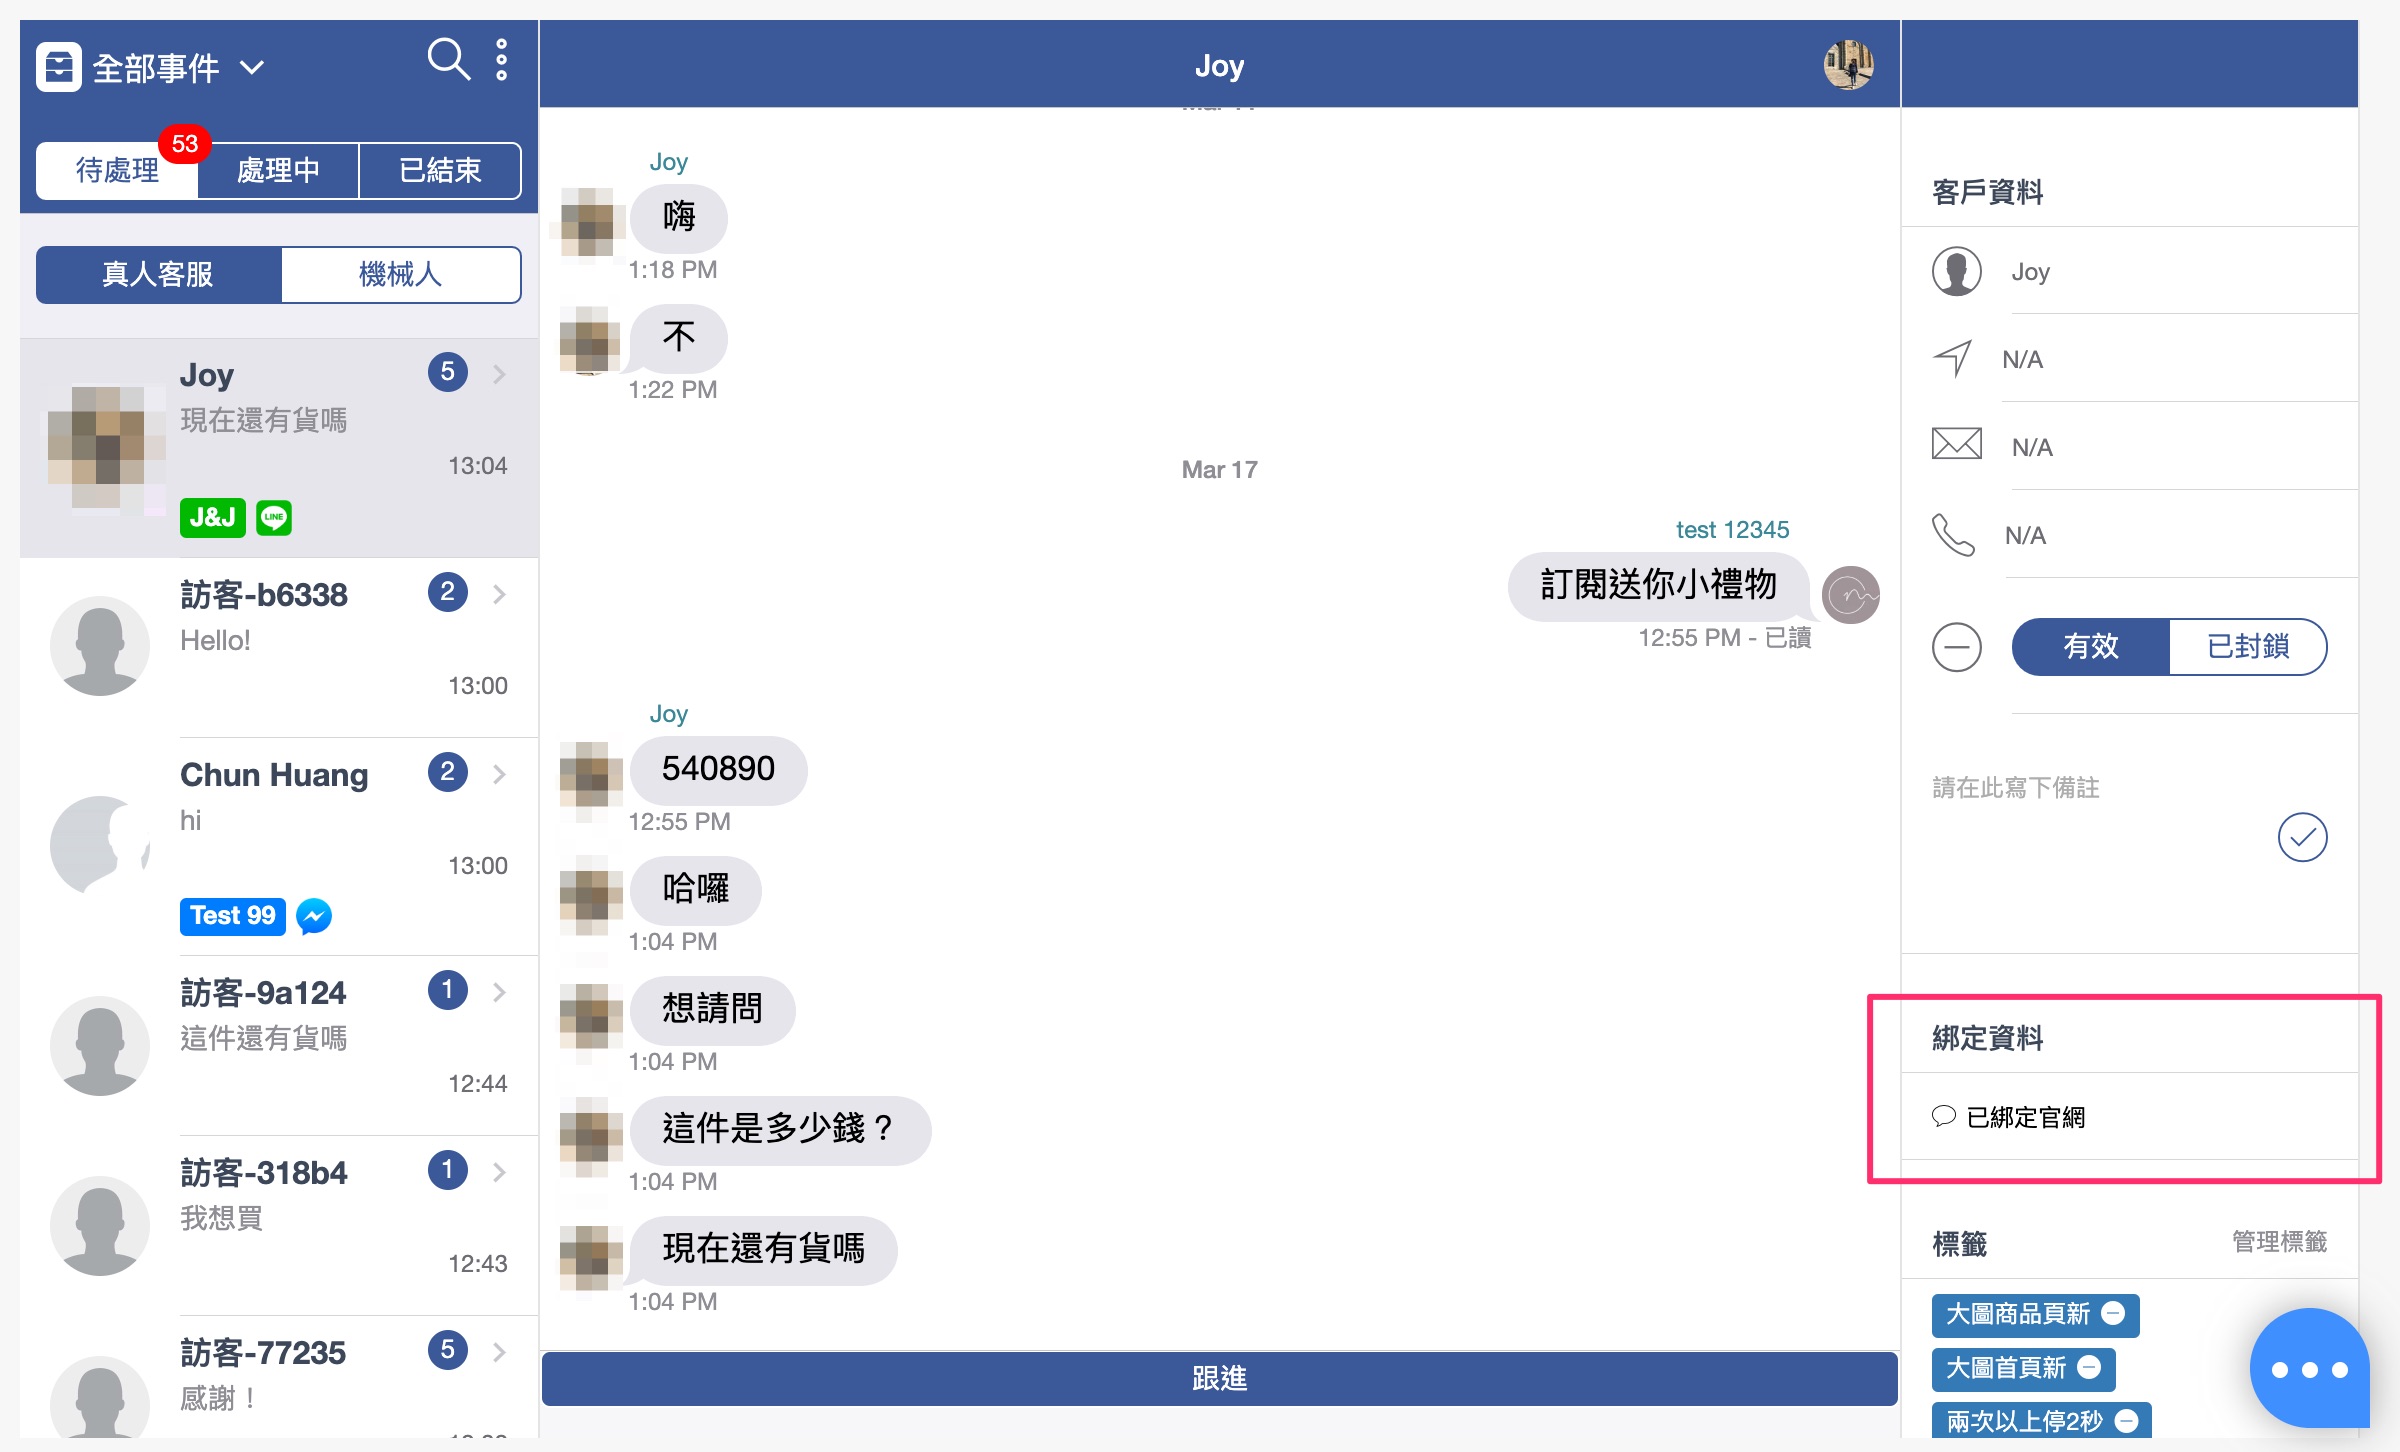 全部事件
待處理
53
處理中
已結束
真人客服
機械人
Joy
5
現在還有貨嗎
13:04
J&J
LINE
訪客-b6338
2
Hello!
13:00
Chun Huang
2
hi
13:00
Test 99
訪客-9a124
1
這件還有貨嗎
12:44
訪客-318b4
1
我想買
12:43
訪客-77235
5
感謝！
Joy
Joy
嗨
1:18 PM
不
1:22 PM
Mar 17
test 12345
訂閱送你小禮物
12:55 PM - 已讀
Joy
540890
12:55 PM
哈囉
1:04 PM
想請問
1:04 PM
這件是多少錢？
1:04 PM
現在還有貨嗎
1:04 PM
跟進
客戶資料
Joy
N/A
N/A
N/A
有效
已封鎖
請在此寫下備註
綁定資料
已綁定官網
標籤
管理標籤
大圖商品頁新
大圖首頁新
兩次以上停2秒